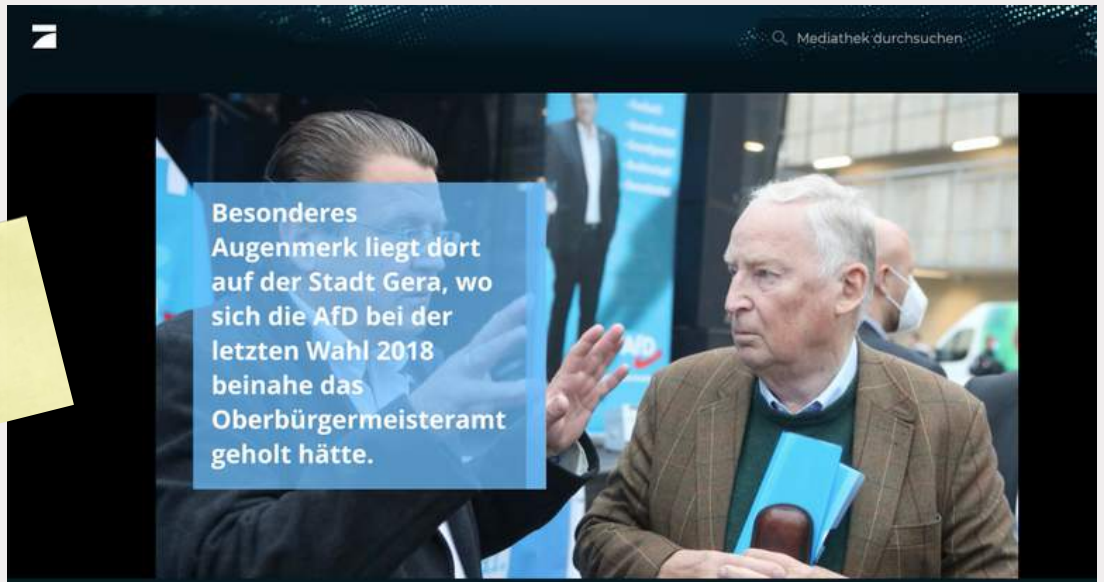 Mediathek durchsuchen
Besonderes
Augenmerk liegt dort
auf der Stadt Gera, wo
sich die AfD bei der
letzten Wahl 2018
beinahe das
Oberbürgermeisteramt
geholt hätte.
AfD